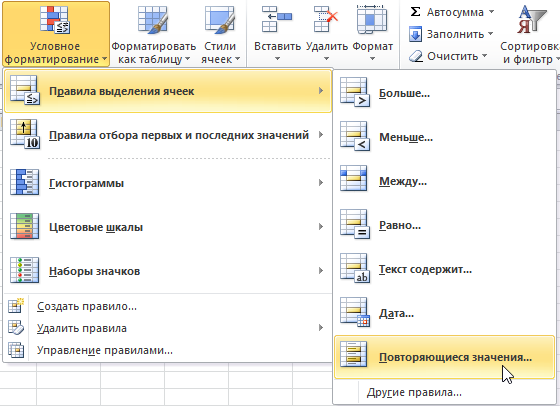 Условное форматирование
Форматировать как таблицу
Стили ячеек
Вставить
Удалить
Формат
Σ Автосумма
Заполнить
Очистить
Сортировка и фильтр
Правила выделения ячеек
Правила отбора первых и последних значений
Гистограммы
Цветовые шкалы
Наборы значков
Создать правило...
Удалить правила
Управление правилами...
Больше...
Меньше...
Между...
Равно...
Текст содержит...
Дата...
Повторяющиеся значения...
Другие правила...